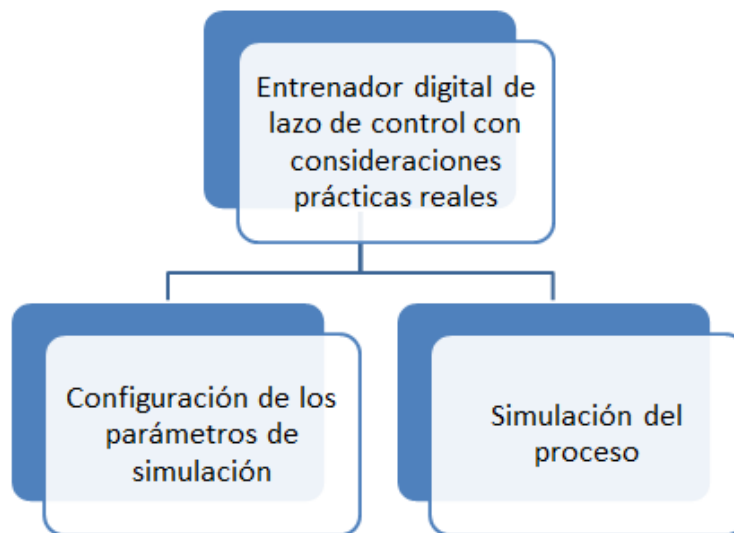 Entrenador digital de
lazo de control con
consideraciones
prácticas reales
Configuración de los
parámetros de
simulación
Simulación del
proceso